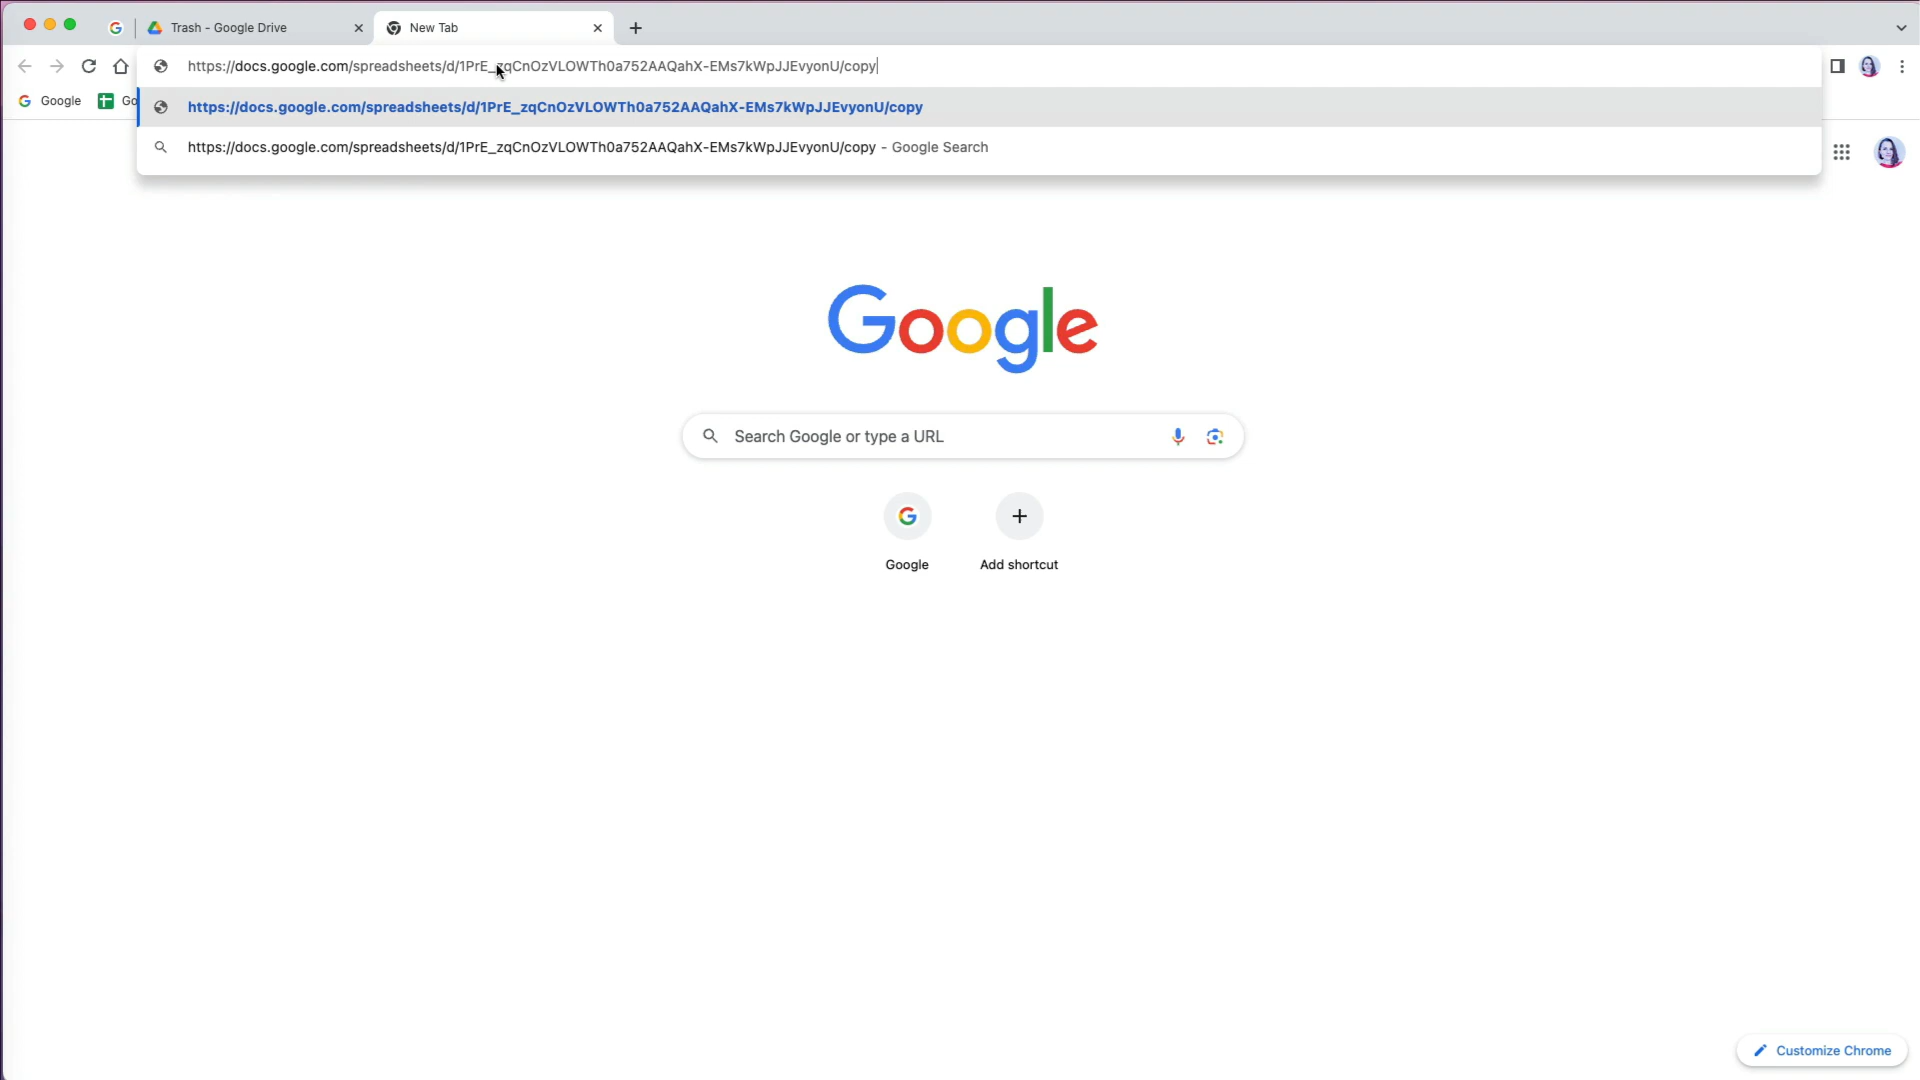 Trash - Google Drive
New Tab
https://docs.google.com/spreadsheets/d/1PrE_zqCnOzVLOWTh0a752AAQahX-EMs7kWpJJEvyonU/copy
Google
Go
https://docs.google.com/spreadsheets/d/1PrE_zqCnOzVLOWTh0a752AAQahX-EMs7kWpJJEvyonU/copy
https://docs.google.com/spreadsheets/d/1PrE_zqCnOzVLOWTh0a752AAQahX-EMs7kWpJJEvyonU/copy - Google Search
Google
Search Google or type a URL
Google
Add shortcut
Customize Chrome